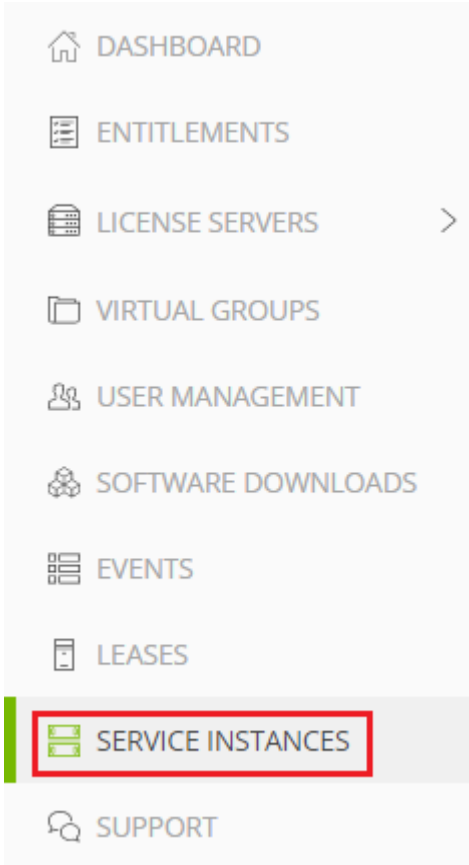 DASHBOARD
ENTITLEMENTS
LICENSE SERVERS
VIRTUAL GROUPS
USER MANAGEMENT
SOFTWARE DOWNLOADS
EVENTS
LEASES
SERVICE INSTANCES
SUPPORT